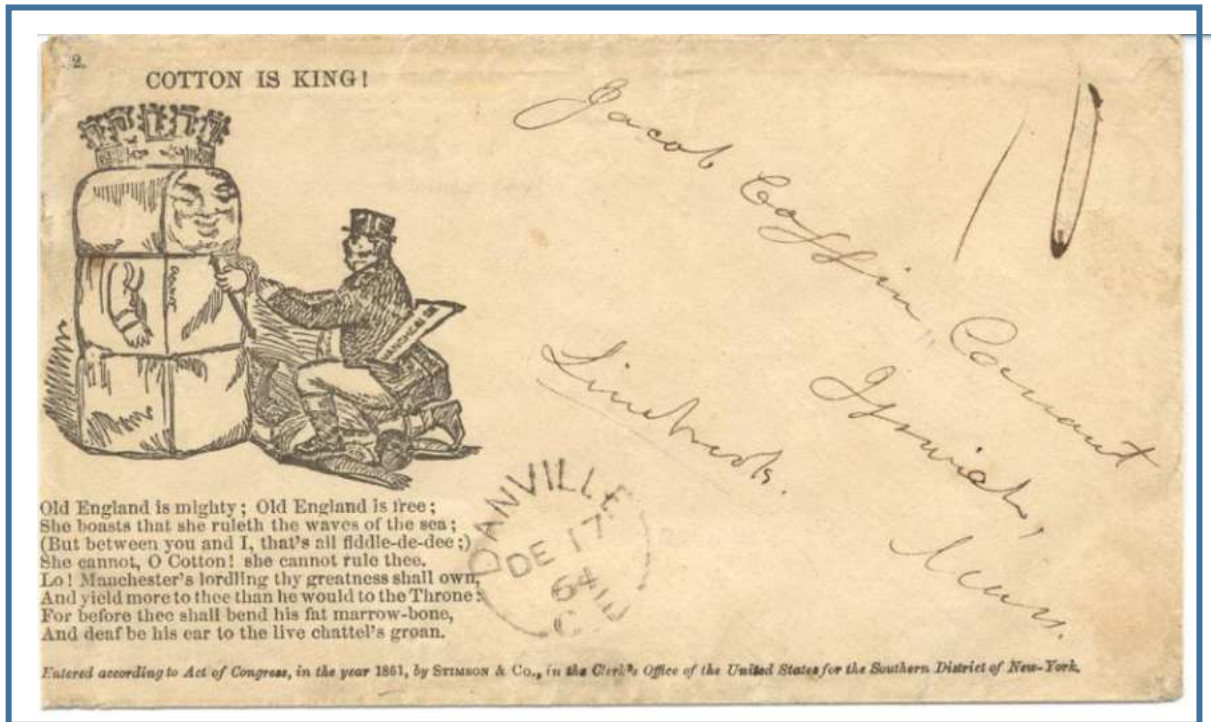 2.
COTTON IS KING!
MANCHESTER
Old England is mighty; Old England is free;
She boasts that she ruleth the waves of the sea;
(But between you and I, that's all fiddle-de-dee;)
She cannot, O Cotton! she cannot rule thee.
Lo! Manchester's lordling thy greatness shall own,
And yield more to thee than he would to the Throne:
For before thee shall bend his fat marrow-bone,
And deaf be his ear to the live chattel's groan.
Entered according to Act of Congress, in the year 1861, by STIMSON & Co., in the Clerk's Office of the United States for the Southern District of New-York.
Jacob Coffin Conant
Ipswich,
Mass.
Linebrook.
DANVILLE
DE 17
64